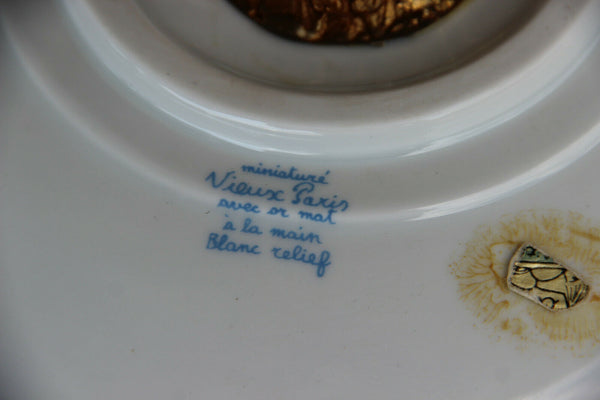 miniaturé
Vieux Paris
avec or mat
à la main
Blanc relief